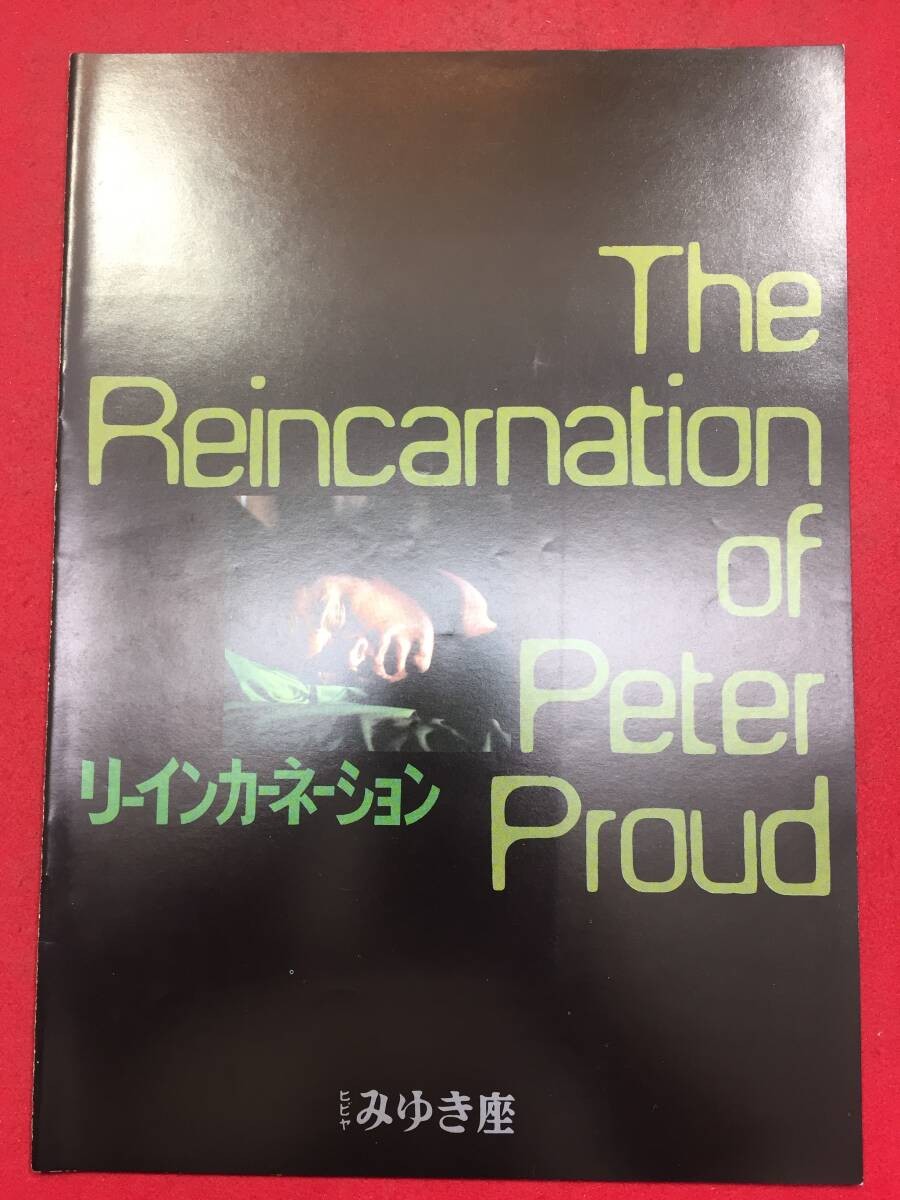 The
Reincarnation
of
Peter
リーインカーネーション
Proud
ヒビヤ みゆき座